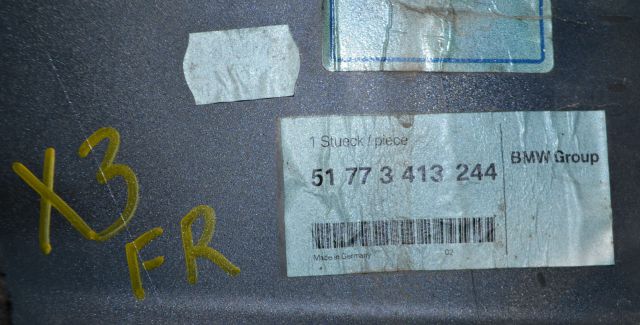 X3
FR
1 Stueck / piece
51 77 3 413 244
BMW Group
Made in Germany
02